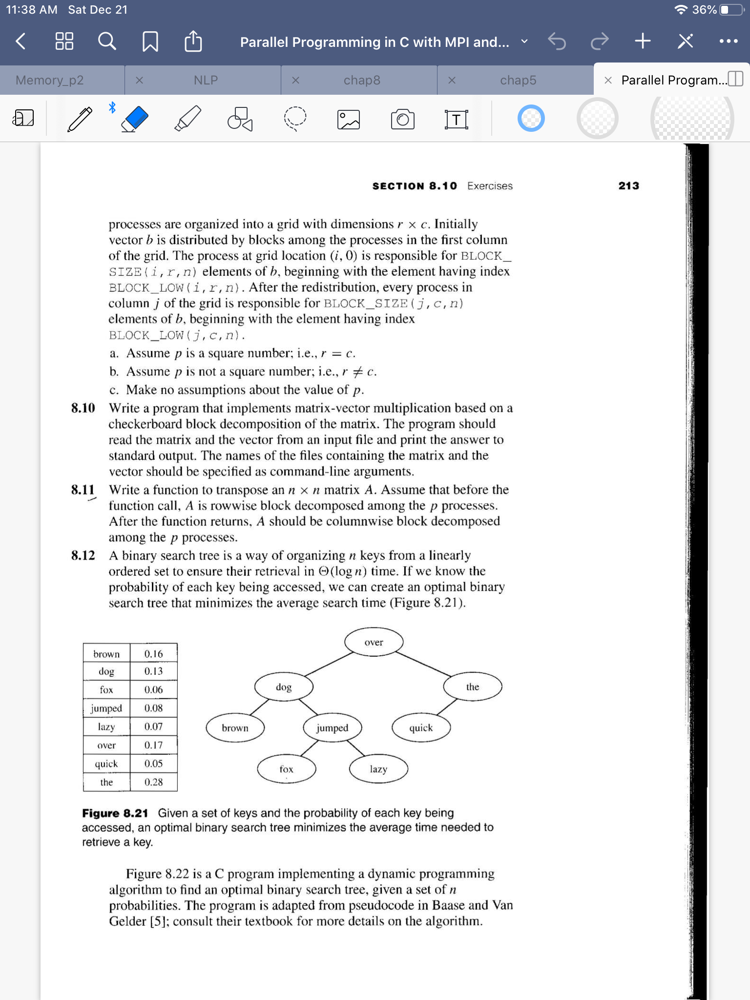 11:38 AM Sat Dec 21
36%
Parallel Programming in C with MPI and...
Memory_p2
NLP
chap8
chap5
Parallel Program...
SECTION 8.10 Exercises 213
processes are organized into a grid with dimensions r × c. Initially
vector b is distributed by blocks among the processes in the first column
of the grid. The process at grid location (i, 0) is responsible for BLOCK_
SIZE(i,r,n) elements of b, beginning with the element having index
BLOCK_LOW(i,r,n). After the redistribution, every process in
column j of the grid is responsible for BLOCK_SIZE(j,c,n)
elements of b, beginning with the element having index
BLOCK_LOW(j,c,n).
a. Assume p is a square number; i.e., r = c.
b. Assume p is not a square number; i.e., r ≠ c.
c. Make no assumptions about the value of p.
8.10 Write a program that implements matrix-vector multiplication based on a
checkerboard block decomposition of the matrix. The program should
read the matrix and the vector from an input file and print the answer to
standard output. The names of the files containing the matrix and the
vector should be specified as command-line arguments.
8.11 Write a function to transpose an n × n matrix A. Assume that before the
function call, A is rowwise block decomposed among the p processes.
After the function returns, A should be columnwise block decomposed
among the p processes.
8.12 A binary search tree is a way of organizing n keys from a linearly
ordered set to ensure their retrieval in Θ(log n) time. If we know the
probability of each key being accessed, we can create an optimal binary
search tree that minimizes the average search time (Figure 8.21).
brown 0.16
dog 0.13
fox 0.06
jumped 0.08
lazy 0.07
over 0.17
quick 0.05
the 0.28
over
dog the
brown jumped quick
fox lazy
Figure 8.21 Given a set of keys and the probability of each key being
accessed, an optimal binary search tree minimizes the average time needed to
retrieve a key.
Figure 8.22 is a C program implementing a dynamic programming
algorithm to find an optimal binary search tree, given a set of n
probabilities. The program is adapted from pseudocode in Baase and Van
Gelder [5]; consult their textbook for more details on the algorithm.